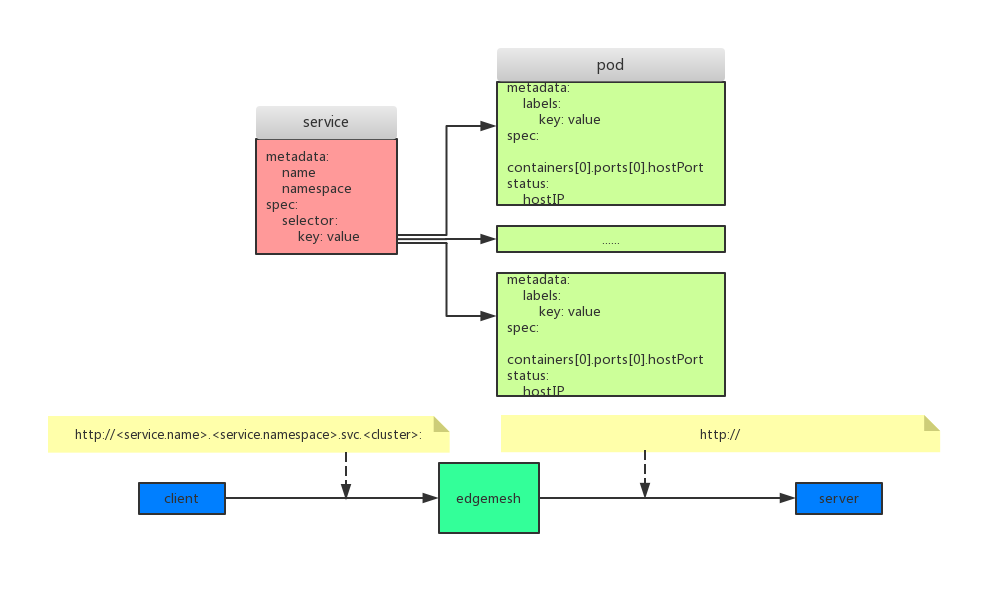 pod
metadata:
labels:
key: value
spec:
containers[0].ports[0].hostPort
status:
hostIP
service
metadata:
name
namespace
spec:
selector:
key: value
......
metadata:
labels:
key: value
spec:
containers[0].ports[0].hostPort
status:
hostIP
http://<service.name>.<service.namespace>.svc.<cluster>:
http://
client
edgemesh
server